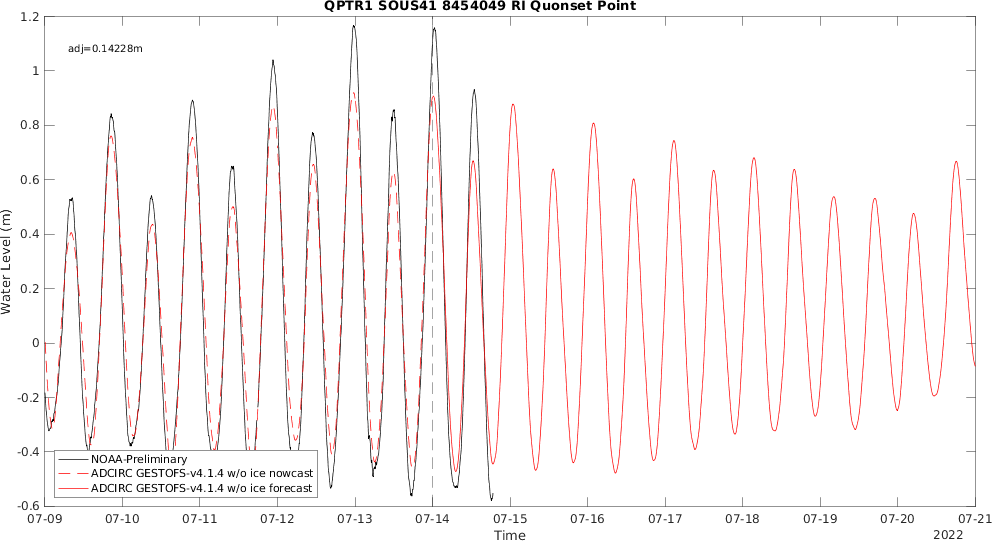 QPTR1 SOUS41 8454049 RI Quonset Point
adj=0.14228m
Water Level (m)
1.2
1
0.8
0.6
0.4
0.2
0
-0.2
-0.4
-0.6
NOAA-Preliminary
ADCIRC GESTOFS-v4.1.4 w/o ice nowcast
ADCIRC GESTOFS-v4.1.4 w/o ice forecast
07-09 07-10 07-11 07-12 07-13 07-14 07-15 07-16 07-17 07-18 07-19 07-20 07-21
Time
2022